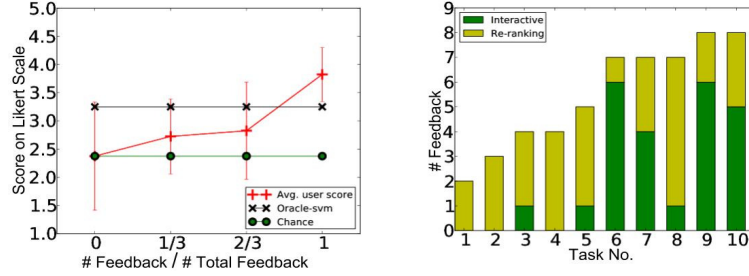 5.0
4.5
4.0
3.5
3.0
2.5
2.0
1.5
1.0
Score on Likert Scale
Avg. user score
Oracle-svm
Chance
0 1/3 2/3 1
# Feedback / # Total Feedback
9
8
7
6
5
4
3
2
1
0
# Feedback
Interactive
Re-ranking
1 2 3 4 5 6 7 8 9 10
Task No.